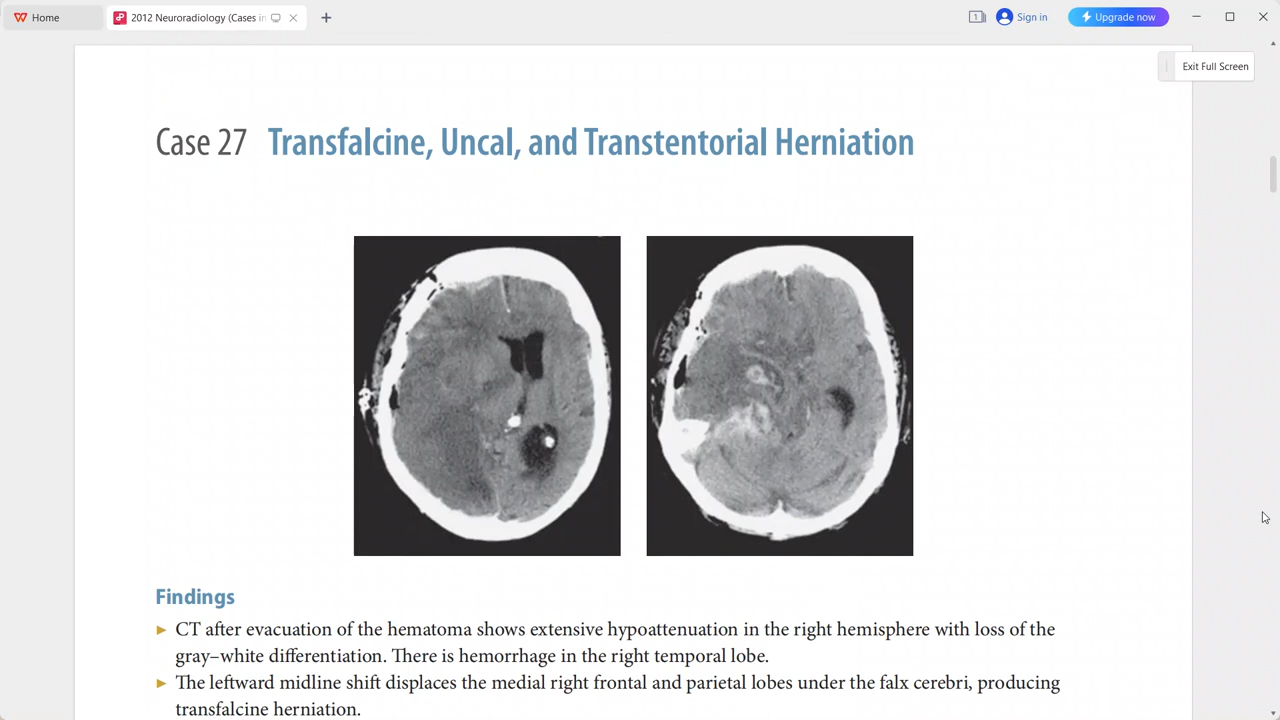 Home
2012 Neuroradiology (Cases in
1
Sign in
Upgrade now
Exit Full Screen
Case 27 Transfalcine, Uncal, and Transtentorial Herniation
Findings
► CT after evacuation of the hematoma shows extensive hypoattenuation in the right hemisphere with loss of the
gray–white differentiation. There is hemorrhage in the right temporal lobe.
► The leftward midline shift displaces the medial right frontal and parietal lobes under the falx cerebri, producing
transfalcine herniation.